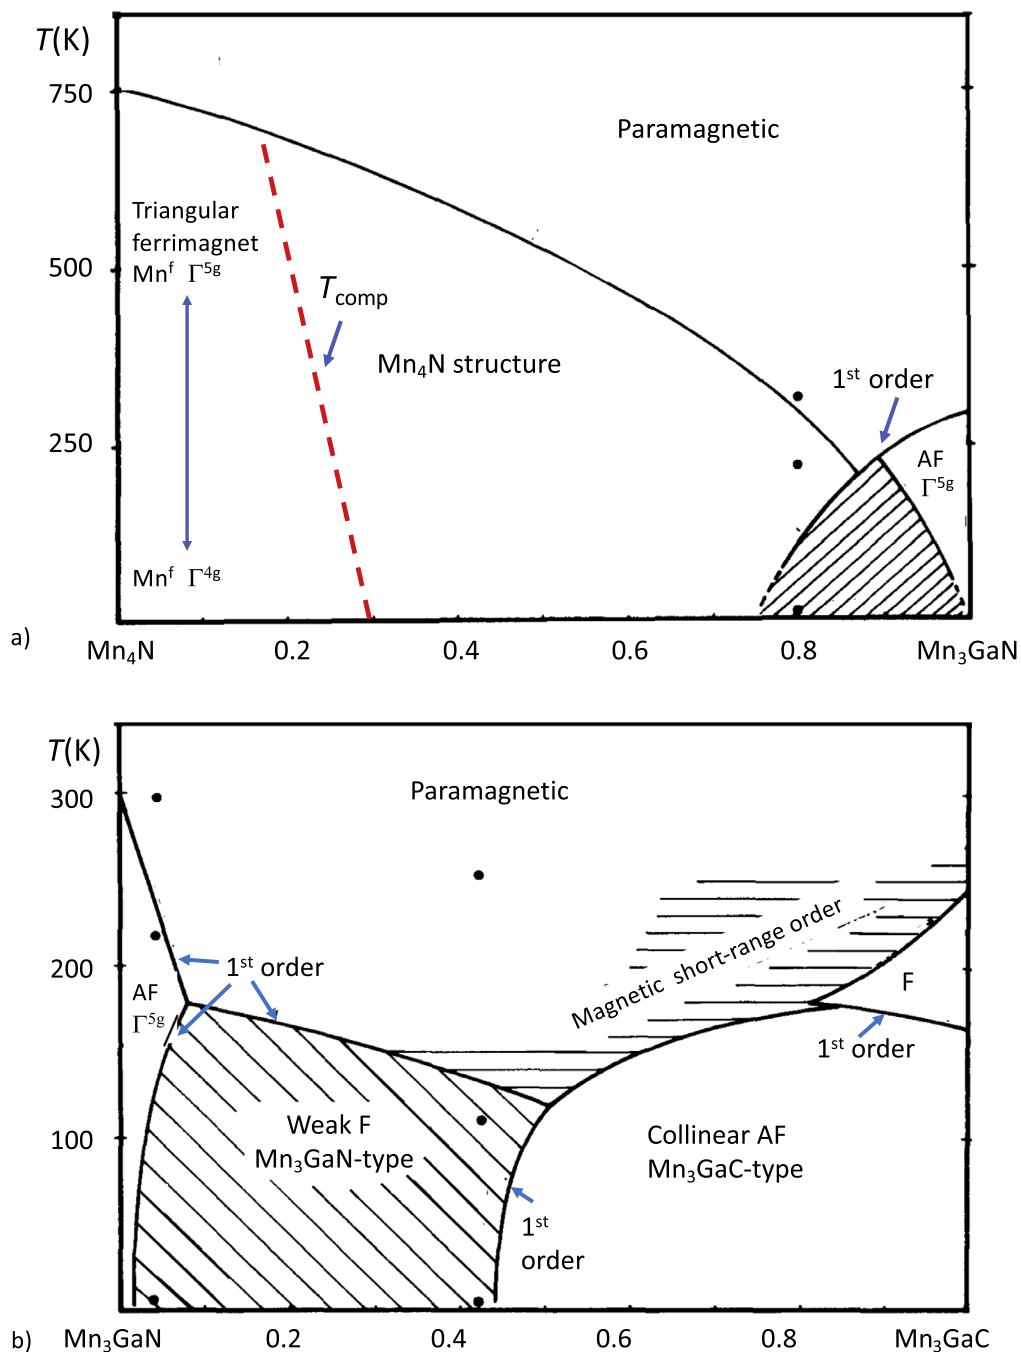 T(K)
750
Paramagnetic
Triangular
ferrimagnet
Mnᶠ Γ⁵ᵍ
500
T_comp
Mn₄N structure
1ˢᵗ order
250
AF
Γ⁵ᵍ
Mnᶠ Γ⁴ᵍ
a)
Mn₄N 0.2 0.4 0.6 0.8 Mn₃GaN
T(K)
300
Paramagnetic
Magnetic short-range order
200
1ˢᵗ order
AF
Γ⁵ᵍ
F
1ˢᵗ order
100
Weak F
Mn₃GaN-type
Collinear AF
Mn₃GaC-type
1ˢᵗ
order
b)
Mn₃GaN 0.2 0.4 0.6 0.8 Mn₃GaC